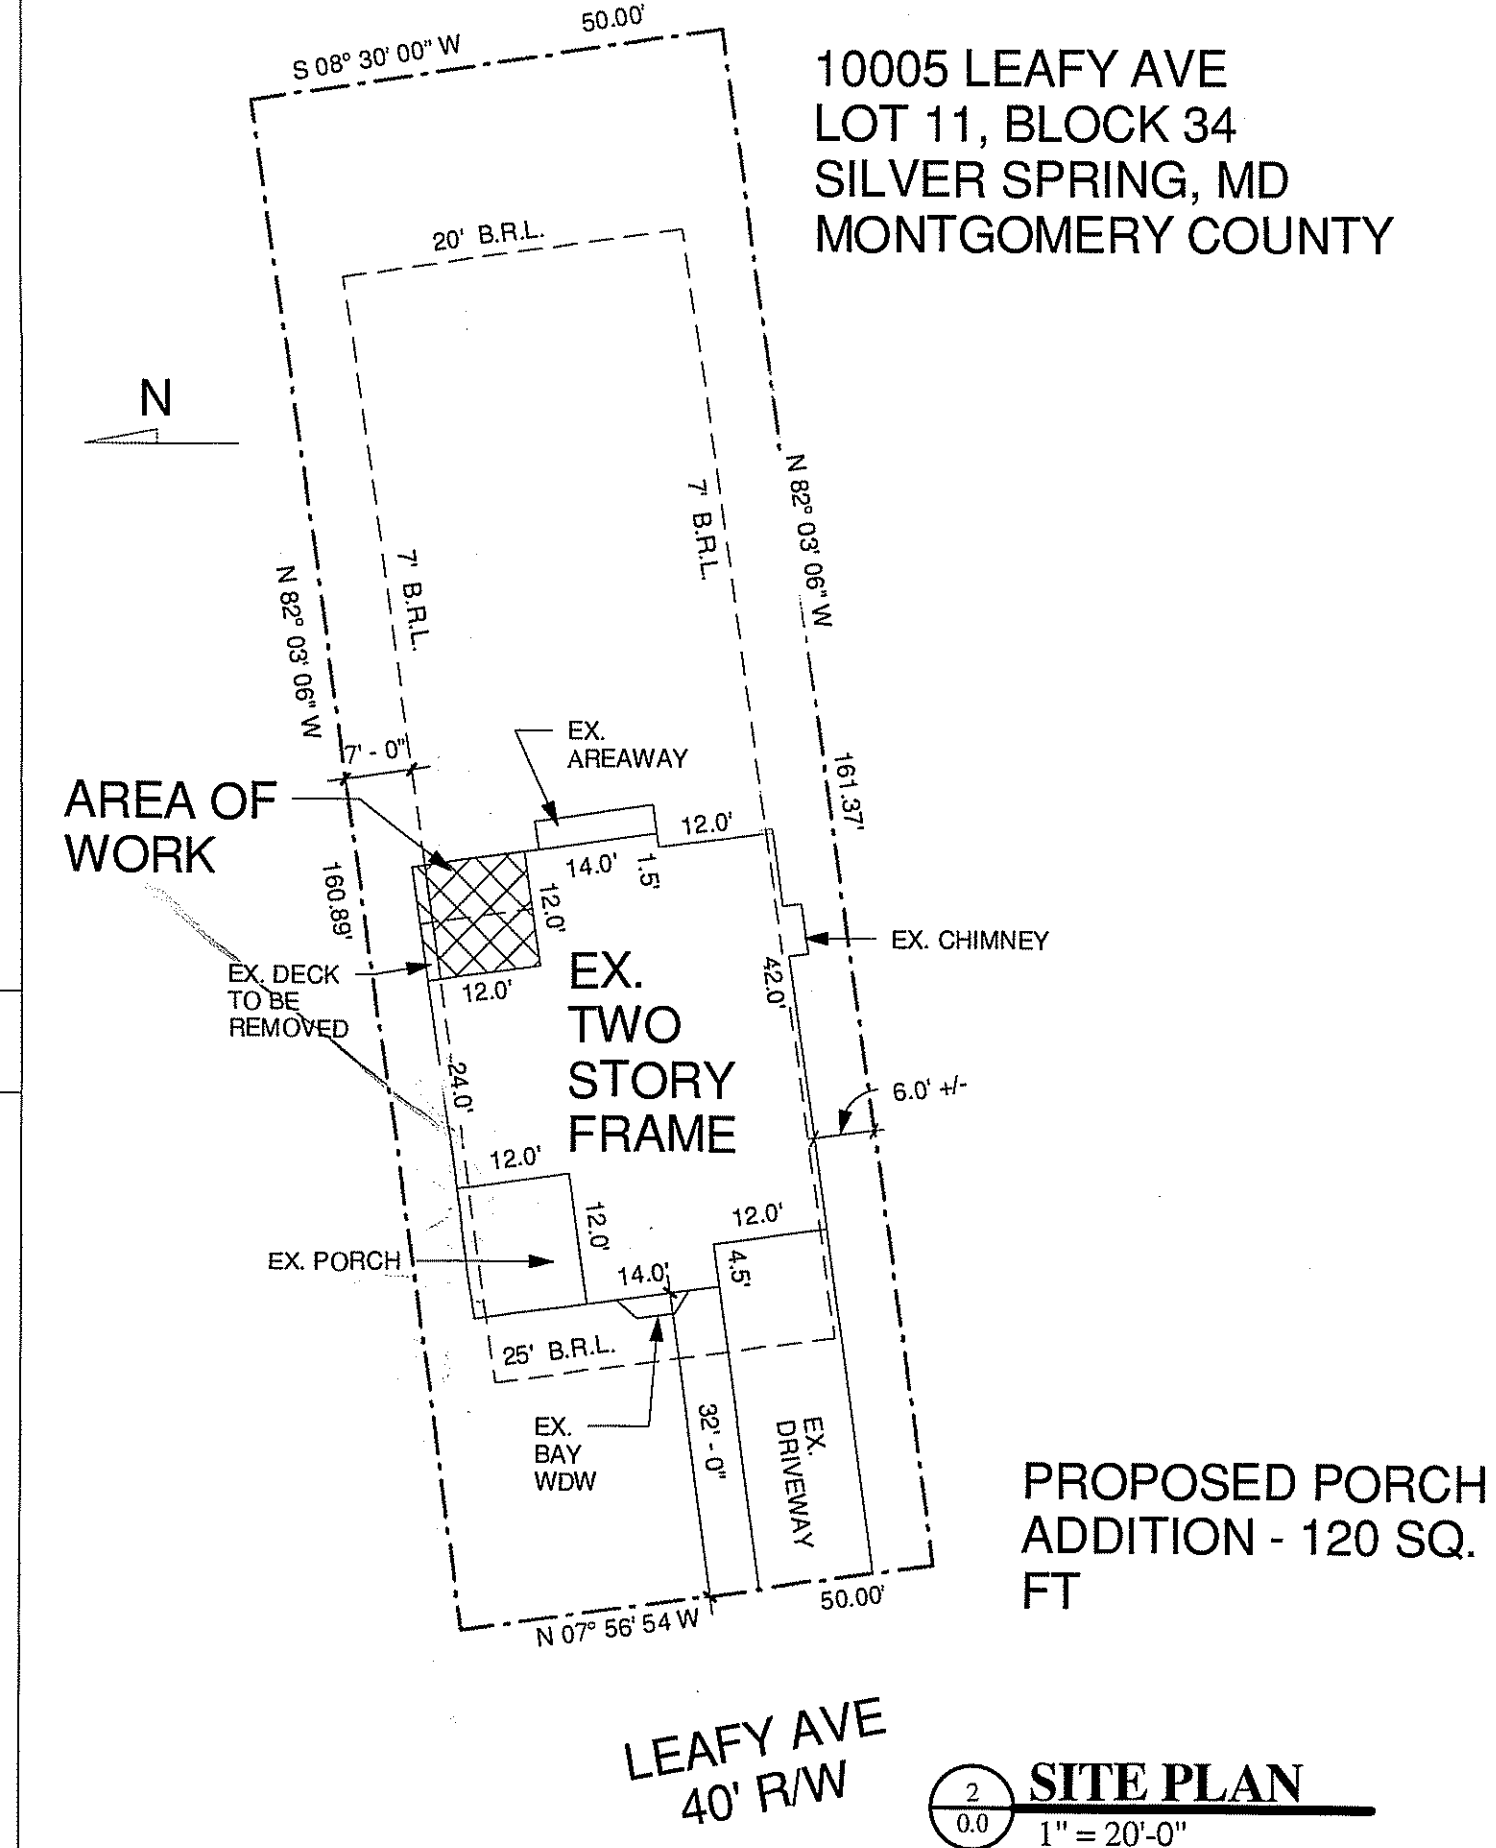 50.00'
S 08° 30' 00" W
10005 LEAFY AVE
LOT 11, BLOCK 34
SILVER SPRING, MD
MONTGOMERY COUNTY
20' B.R.L.
N
N 82° 03' 06" W
7' B.R.L.
7' B.R.L.
N 82° 03' 06" W
7' - 0"
EX.
AREAWAY
161.37'
AREA OF
WORK
12.0'
14.0'
1.5'
160.89'
12.0'
EX. CHIMNEY
EX. DECK
TO BE
REMOVED
12.0'
42.0'
EX.
TWO
STORY
FRAME
24.0'
6.0' +/-
12.0'
12.0'
12.0'
EX. PORCH
14.0'
4.5'
25' B.R.L.
EX.
BAY
WDW
32' - 0"
EX.
DRIVEWAY
PROPOSED PORCH
ADDITION - 120 SQ.
FT
50.00'
N 07° 56' 54 W
LEAFY AVE
40' R/W
2
0.0
SITE PLAN
1" = 20'-0"